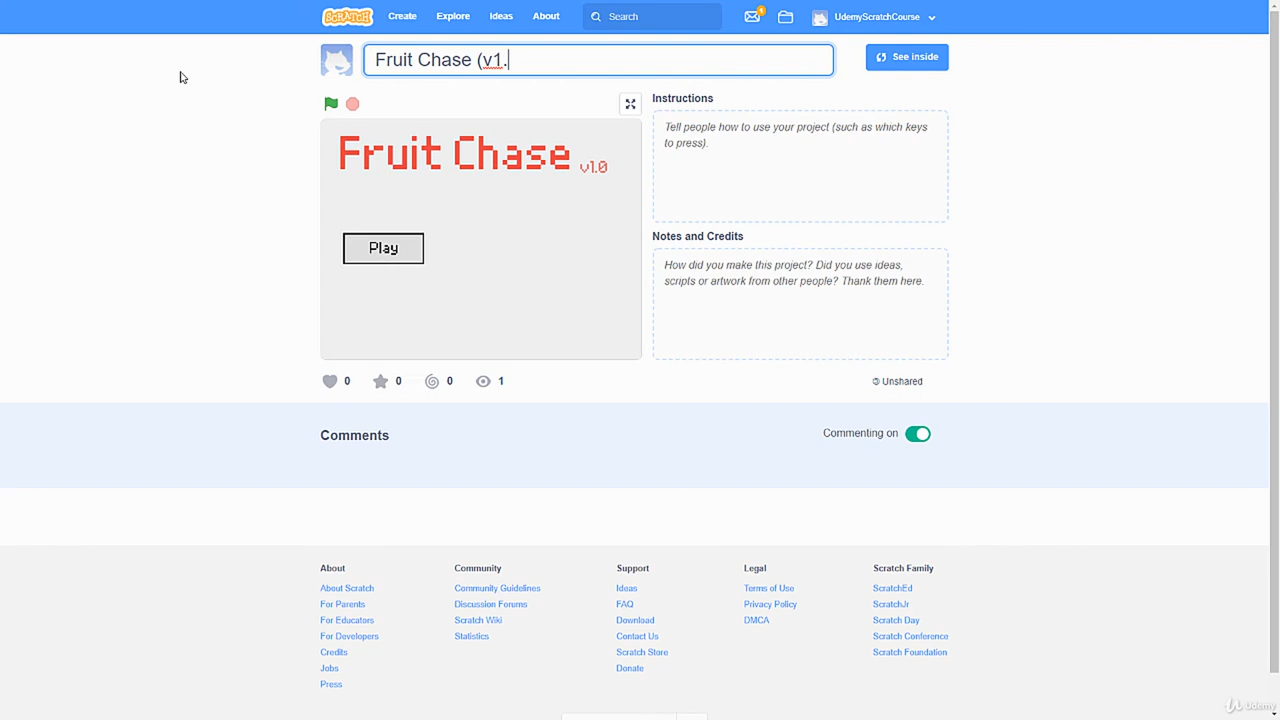 SCRATCH Create Explore Ideas About Search 1 UdemyScratchCourse
Fruit Chase (v1. See inside
Fruit Chase v1.0
Play
Instructions
Tell people how to use your project (such as which keys
to press).
Notes and Credits
How did you make this project? Did you use ideas,
scripts or artwork from other people? Thank them here.
0 0 0 1 Unshared
Comments Commenting on
About Community Support Legal Scratch Family
About Scratch Community Guidelines Ideas Terms of Use ScratchEd
For Parents Discussion Forums FAQ Privacy Policy ScratchJr
For Educators Scratch Wiki Download DMCA Scratch Day
For Developers Statistics Contact Us Scratch Conference
Credits Scratch Store Scratch Foundation
Jobs Donate
Press
Udemy